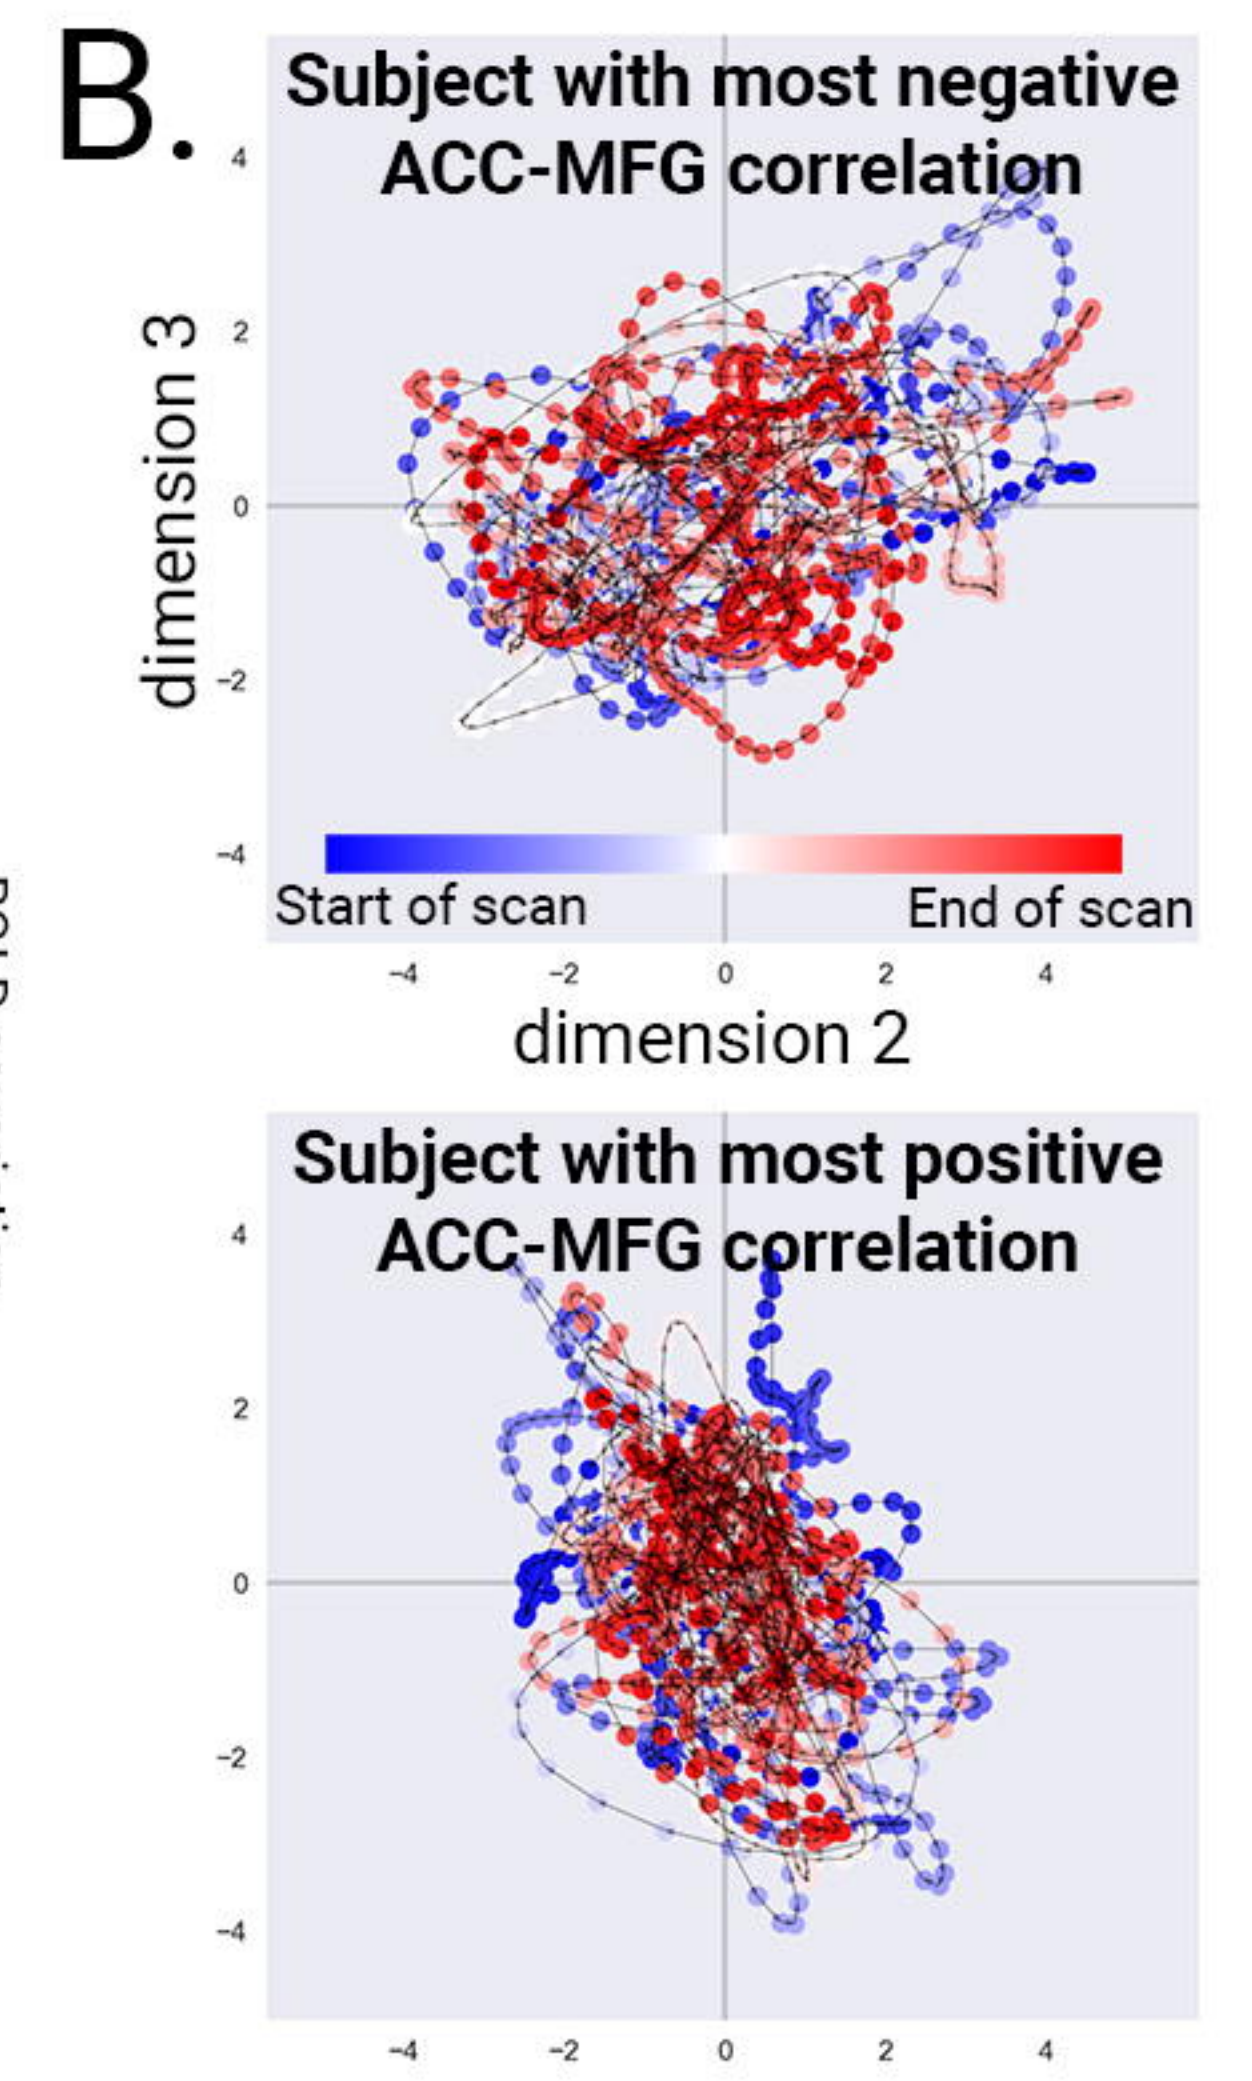 B.
Subject with most negative
ACC-MFG correlation
4
2
0
−2
−4
dimension 3
Start of scan
End of scan
−4
−2
0
2
4
dimension 2
Subject with most positive
ACC-MFG correlation
4
2
0
−2
−4
−4
−2
0
2
4